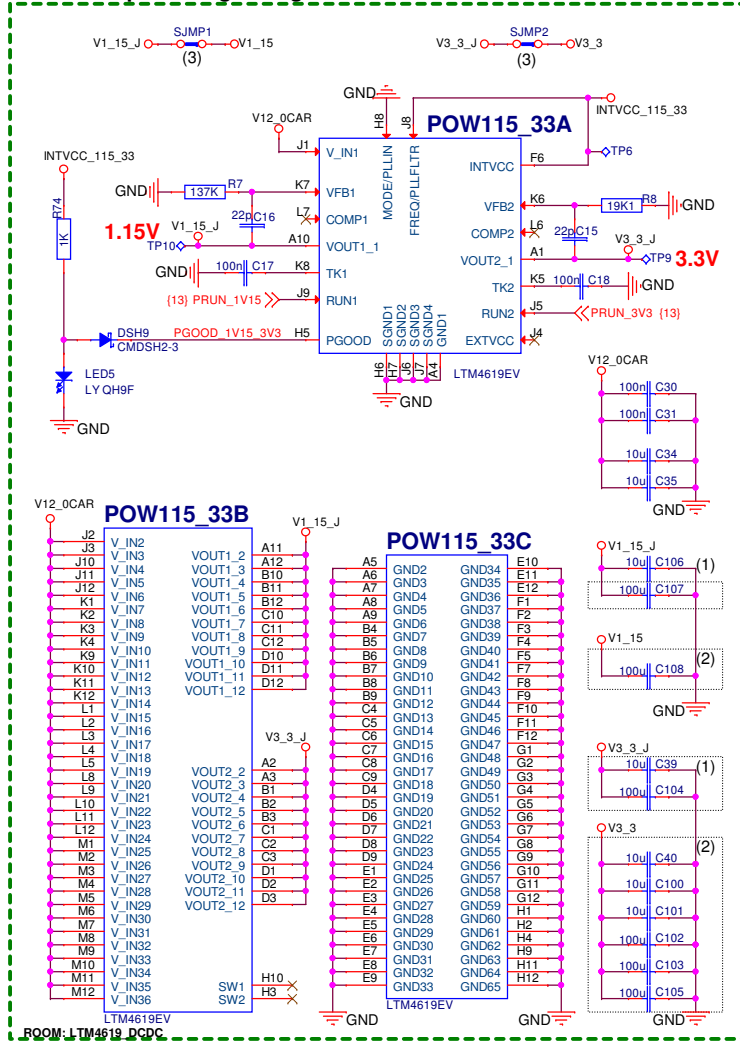 SJMP1
V1_15_J
V1_15
(3)
SJMP2
V3_3_J
V3_3
(3)
GND
INTVCC_115_33
V12_0CAR
H8
J8
POW115_33A
J1
V_IN1
MODE/PLLIN
FREQ/PLLFLTR
INTVCC
F6
TP6
INTVCC_115_33
R74
1K
GND
137K
R7
K7
VFB1
VFB2
K6
19K1
R8
GND
L7
COMP1
22p
C16
COMP2
L6
22p
C15
1.15V
V1_15_J
TP10
A10
VOUT1_1
VOUT2_1
A1
V3_3_J
TP9
3.3V
GND
100n
C17
K8
TK1
TK2
K5
100n
C18
GND
{13} PRUN_1V15
J9
RUN1
RUN2
J5
PRUN_3V3 {13}
DSH9
CMDSH2-3
PGOOD_1V15_3V3
H5
PGOOD
SGND1
SGND2
SGND3
SGND4
GND1
EXTVCC
J4
H6
H7
J6
J7
A4
LTM4619EV
GND
LED5
LY QH9F
GND
V12_0CAR
100n C30
100n C31
10u C34
10u C35
GND
V12_0CAR
POW115_33B
J2 V_IN2
J3 V_IN3
J10 V_IN4
J11 V_IN5
J12 V_IN6
K1 V_IN7
K2 V_IN8
K3 V_IN9
K4 V_IN10
K9 V_IN11
K10 V_IN12
K11 V_IN13
K12 V_IN14
L1 V_IN15
L2 V_IN16
L3 V_IN17
L4 V_IN18
L5 V_IN19
L8 V_IN20
L9 V_IN21
L10 V_IN22
L11 V_IN23
L12 V_IN24
M1 V_IN25
M2 V_IN26
M3 V_IN27
M4 V_IN28
M5 V_IN29
M6 V_IN30
M7 V_IN31
M8 V_IN32
M9 V_IN33
M10 V_IN34
M11 V_IN35
M12 V_IN36
V1_15_J
VOUT1_2 A11
VOUT1_3 A12
VOUT1_4 B10
VOUT1_5 B11
VOUT1_6 B12
VOUT1_7 C10
VOUT1_8 C11
VOUT1_9 C12
VOUT1_10 D10
VOUT1_11 D11
VOUT1_12 D12
V3_3_J
VOUT2_2 A2
VOUT2_3 A3
VOUT2_4 B1
VOUT2_5 B2
VOUT2_6 B3
VOUT2_7 C1
VOUT2_8 C2
VOUT2_9 C3
VOUT2_10 D1
VOUT2_11 D2
VOUT2_12 D3
SW1 H10
SW2 H3
LTM4619EV
POW115_33C
A5 GND2 GND34 E10
A6 GND3 GND35 E11
A7 GND4 GND36 E12
A8 GND5 GND37 F1
A9 GND6 GND38 F2
B4 GND7 GND39 F3
B5 GND8 GND40 F4
B6 GND9 GND41 F5
B7 GND10 GND42 F7
B8 GND11 GND43 F8
B9 GND12 GND44 F9
C4 GND13 GND45 F10
C5 GND14 GND46 F11
C6 GND15 GND47 F12
C7 GND16 GND48 G1
C8 GND17 GND49 G2
C9 GND18 GND50 G3
D4 GND19 GND51 G4
D5 GND20 GND52 G5
D6 GND21 GND53 G6
D7 GND22 GND54 G7
D8 GND23 GND55 G8
D9 GND24 GND56 G9
E1 GND25 GND57 G10
E2 GND26 GND58 G11
E3 GND27 GND59 G12
E4 GND28 GND60 H1
E5 GND29 GND61 H2
E6 GND30 GND62 H4
E7 GND31 GND63 H9
E8 GND32 GND64 H11
E9 GND33 GND65 H12
LTM4619EV
GND
GND
V1_15_J
10u C106 (1)
100u C107
V1_15
(2)
100u C108
GND
V3_3_J
10u C39 (1)
100u C104
V3_3
(2)
10u C40
10u C100
10u C101
100u C102
100u C103
100u C105
GND
ROOM: LTM4619_DCDC